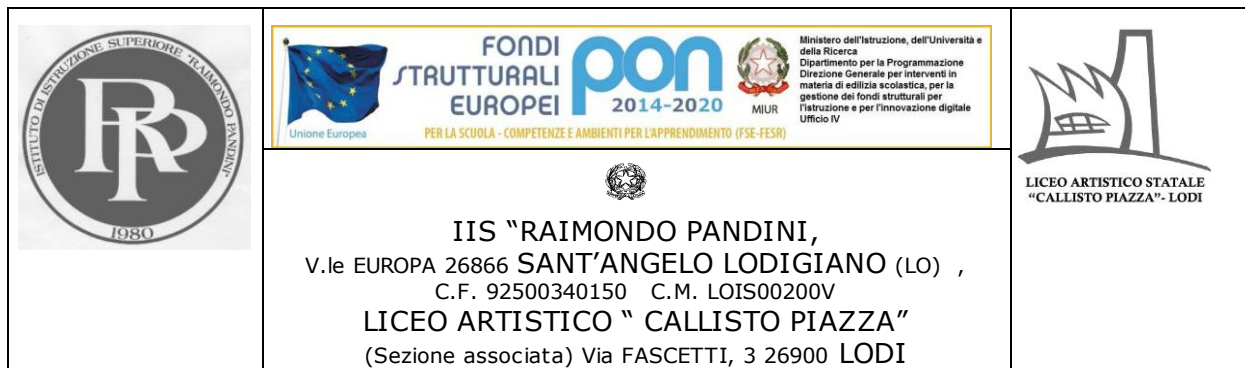 ISTITUTO DI ISTRUZIONE SUPERIORE "RAIMONDO PANDINI"
1980
Unione Europea
FONDI
STRUTTURALI
EUROPEI
pon
2014-2020
MIUR
Ministero dell'Istruzione, dell'Università e
della Ricerca
Dipartimento per la Programmazione
Direzione Generale per interventi in
materia di edilizia scolastica, per la
gestione dei fondi strutturali per
l'istruzione e per l'innovazione digitale
Ufficio IV
PER LA SCUOLA - COMPETENZE E AMBIENTI PER L'APPRENDIMENTO (FSE-FESR)
IIS “RAIMONDO PANDINI,
V.le EUROPA 26866 SANT’ANGELO LODIGIANO (LO) ,
C.F. 92500340150 C.M. LOIS00200V
LICEO ARTISTICO “ CALLISTO PIAZZA”
(Sezione associata) Via FASCETTI, 3 26900 LODI
LICEO ARTISTICO STATALE
“CALLISTO PIAZZA”- LODI